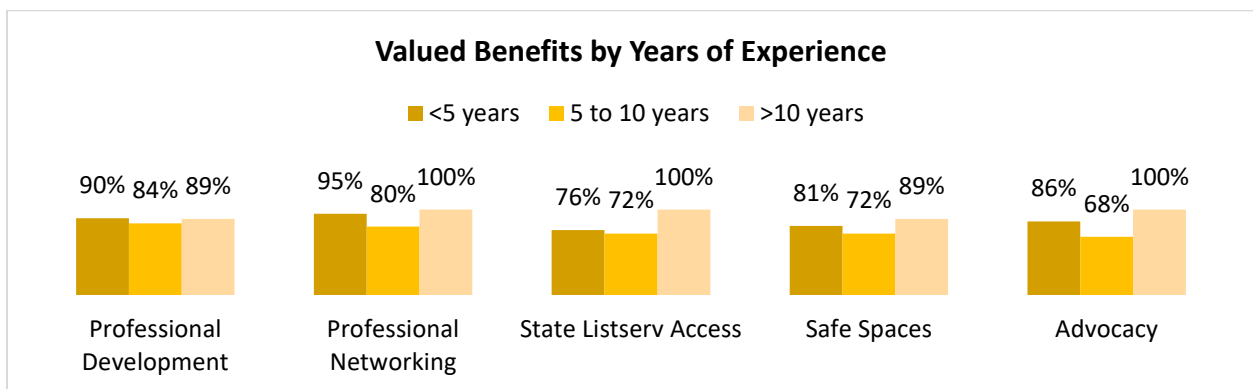 Valued Benefits by Years of Experience
<5 years 5 to 10 years >10 years
90% 84% 89%
95% 80% 100%
76% 72% 100%
81% 72% 89%
86% 68% 100%
Professional
Development
Professional
Networking
State Listserv Access
Safe Spaces
Advocacy